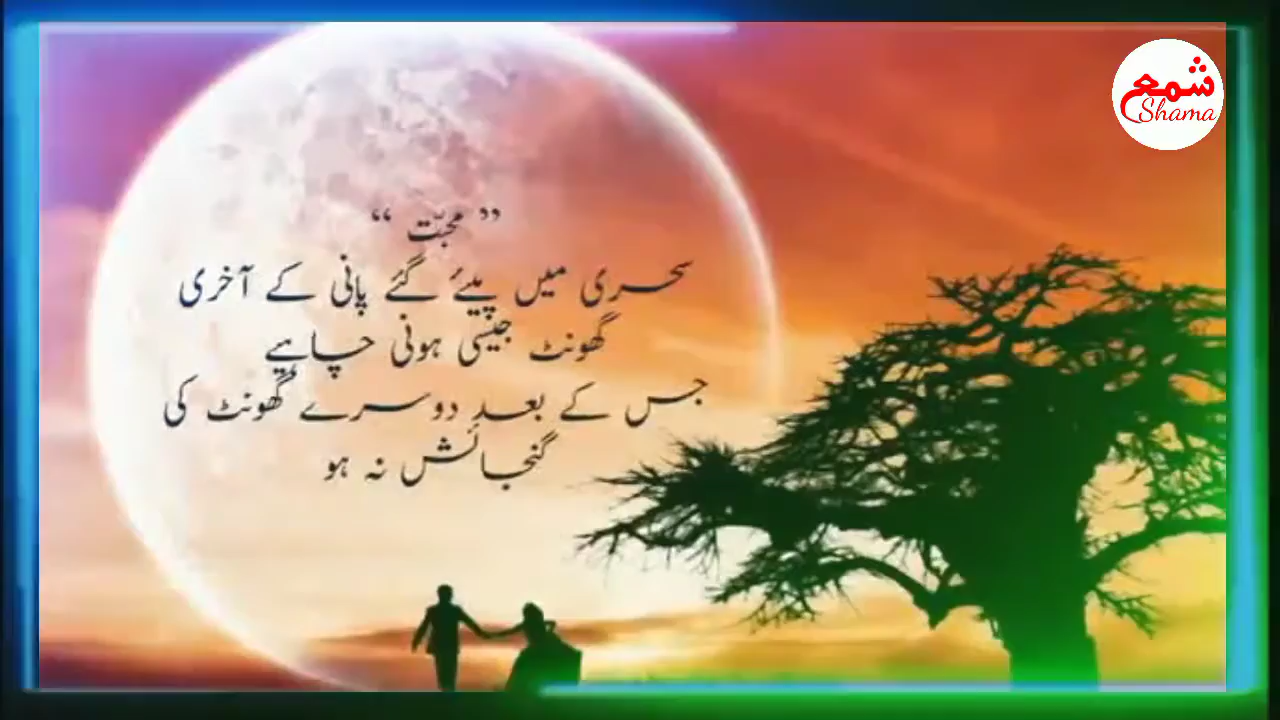 شمع
Shama
” محبّت “
سحری میں پیئے گئے پانی کے آخری
گھونٹ جیسی ہونی چاہیے
جس کے بعد دوسرے گھونٹ کی
گنجائش نہ ہو